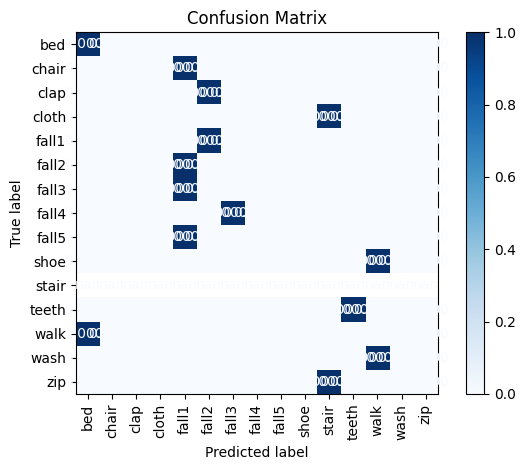 Confusion Matrix
bed
chair
clap
cloth
fall1
fall2
fall3
fall4
fall5
shoe
stair
teeth
walk
wash
zip
True label
bed chair clap cloth fall1 fall2 fall3 fall4 fall5 shoe stair teeth walk wash zip
Predicted label
1.0
0.8
0.6
0.4
0.2
0.0